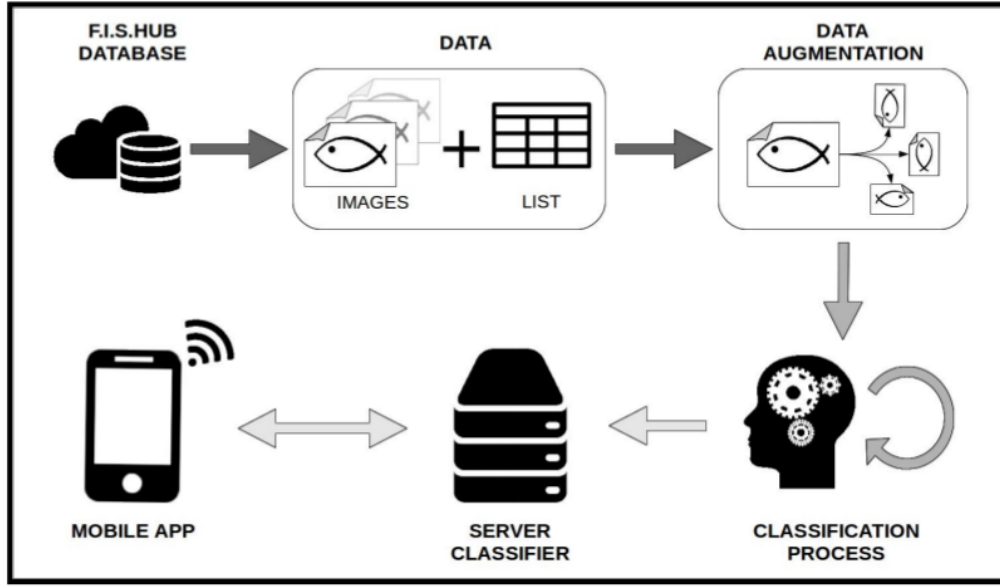 F.I.S.HUB
DATABASE
DATA
DATA
AUGMENTATION
IMAGES
LIST
MOBILE APP
SERVER
CLASSIFIER
CLASSIFICATION
PROCESS